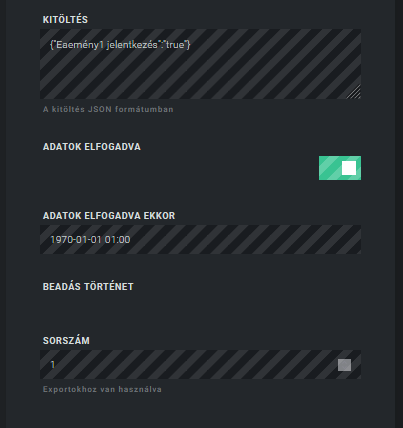 KITÖLTÉS
{"Eaemény1 jelentkezés":"true"}
A kitöltés JSON formátumban
ADATOK ELFOGADVA
ADATOK ELFOGADVA EKKOR
1970-01-01 01:00
BEADÁS TÖRTÉNET
SORSZÁM
1
Exportokhoz van használva